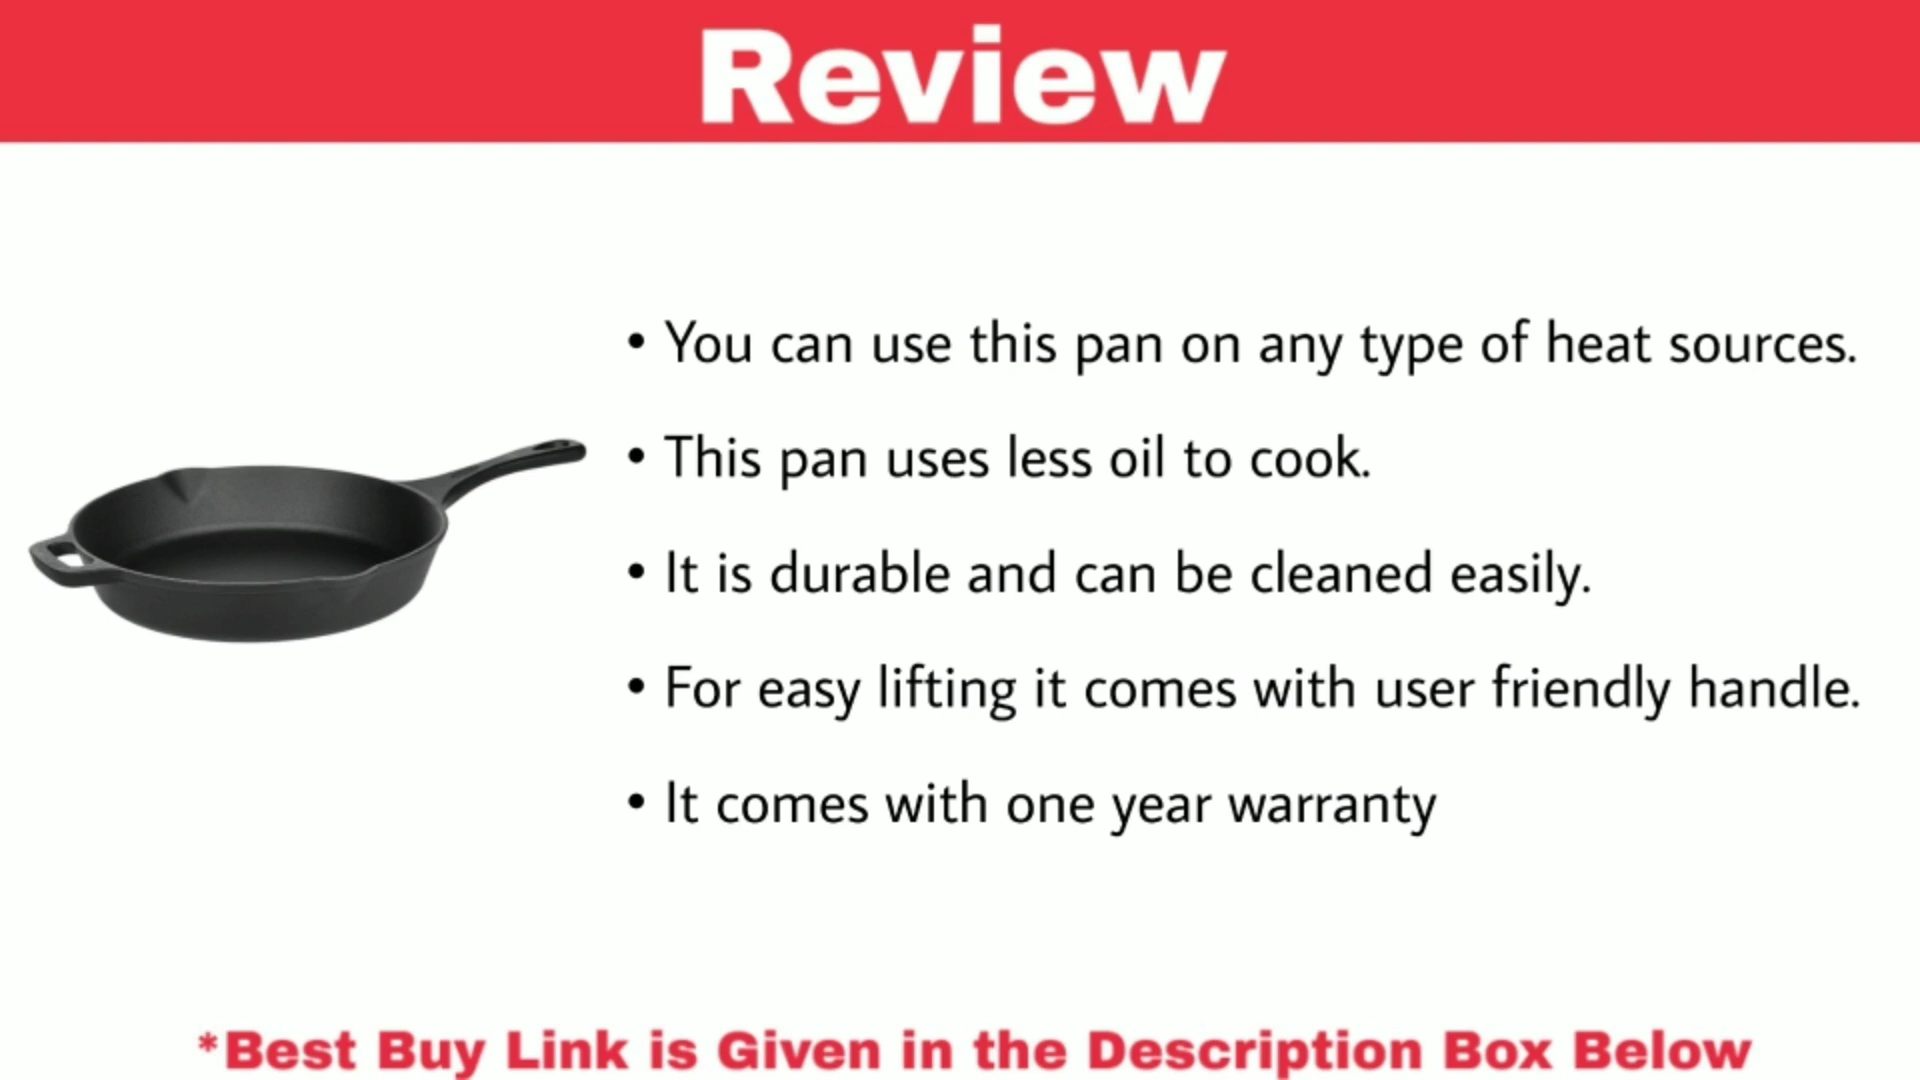 Review
• You can use this pan on any type of heat sources.
• This pan uses less oil to cook.
• It is durable and can be cleaned easily.
• For easy lifting it comes with user friendly handle.
• It comes with one year warranty
*Best Buy Link is Given in the Description Box Below